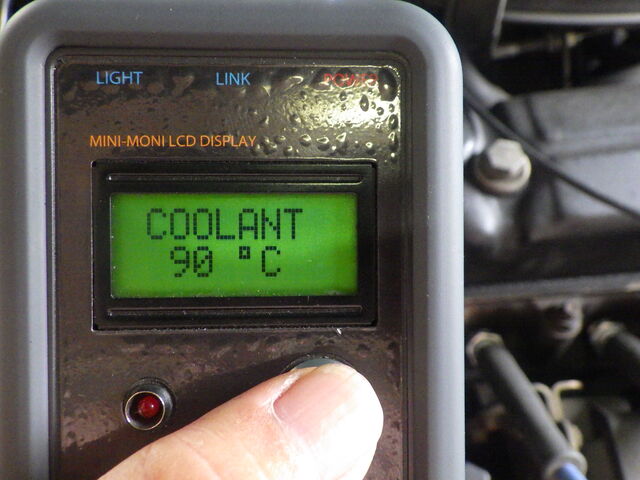 LIGHT LINK POWER
MINI-MONI LCD DISPLAY
COOLANT
90 °C